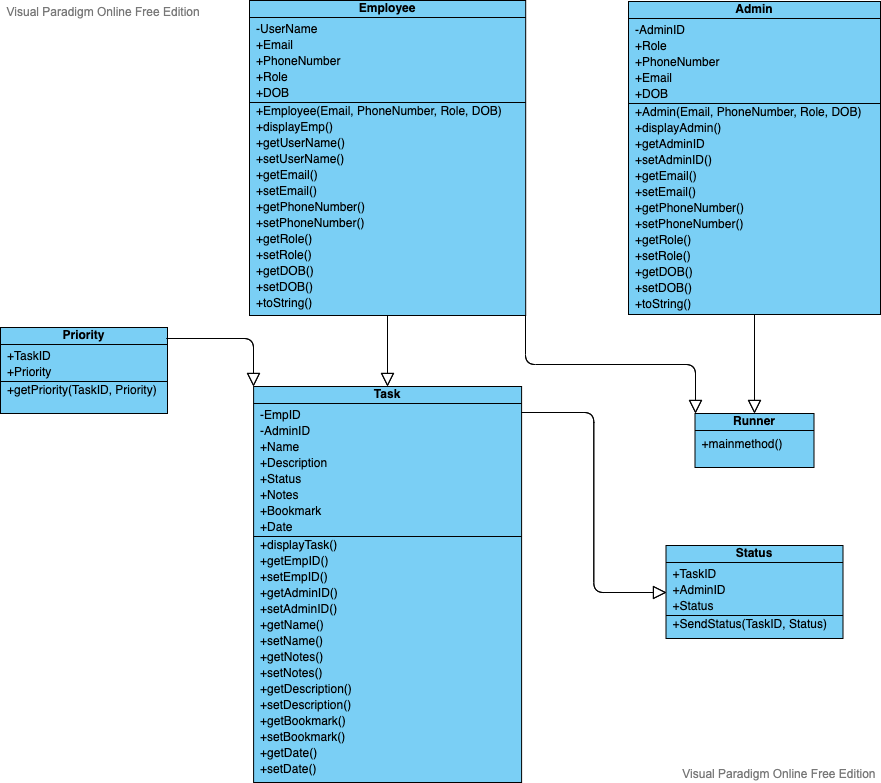 Visual Paradigm Online Free Edition
Employee
-UserName
+Email
+PhoneNumber
+Role
+DOB
+Employee(Email, PhoneNumber, Role, DOB)
+displayEmp()
+getUserName()
+setUserName()
+getEmail()
+setEmail()
+getPhoneNumber()
+setPhoneNumber()
+getRole()
+setRole()
+getDOB()
+setDOB()
+toString()
Admin
-AdminID
+Role
+PhoneNumber
+Email
+DOB
+Admin(Email, PhoneNumber, Role, DOB)
+displayAdmin()
+getAdminID
+setAdminID()
+getEmail()
+setEmail()
+getPhoneNumber()
+setPhoneNumber()
+getRole()
+setRole()
+getDOB()
+setDOB()
+toString()
Priority
+TaskID
+Priority
+getPriority(TaskID, Priority)
Task
-EmpID
-AdminID
+Name
+Description
+Status
+Notes
+Bookmark
+Date
+displayTask()
+getEmpID()
+setEmpID()
+getAdminID()
+setAdminID()
+getName()
+setName()
+getNotes()
+setNotes()
+getDescription()
+setDescription()
+getBookmark()
+setBookmark()
+getDate()
+setDate()
Runner
+mainmethod()
Status
+TaskID
+AdminID
+Status
+SendStatus(TaskID, Status)
Visual Paradigm Online Free Edition